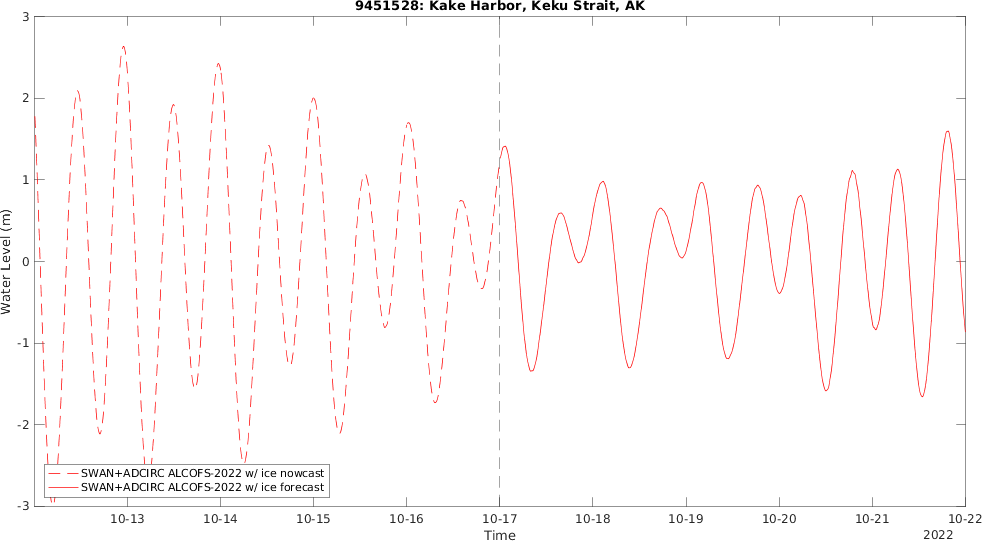 9451528: Kake Harbor, Keku Strait, AK
3
2
1
0
-1
-2
-3
Water Level (m)
SWAN+ADCIRC ALCOFS-2022 w/ ice nowcast
SWAN+ADCIRC ALCOFS-2022 w/ ice forecast
10-13 10-14 10-15 10-16 10-17 10-18 10-19 10-20 10-21 10-22
Time
2022